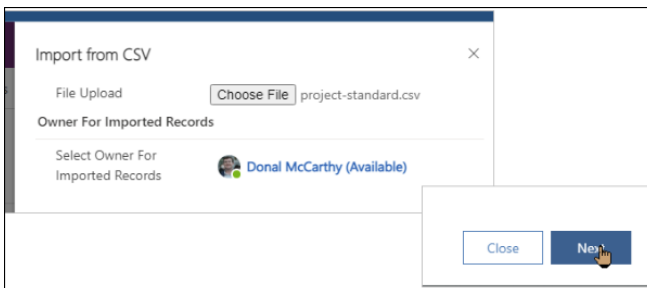 Import from CSV
File Upload Choose File project-standard.csv
Owner For Imported Records
Select Owner For
Imported Records
Donal McCarthy (Available)
Close Next